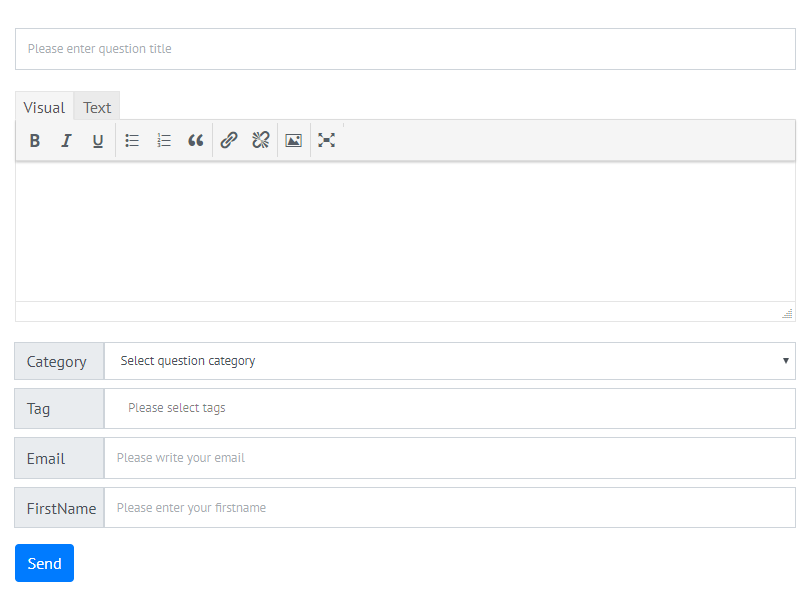 Please enter question title
Visual Text
B I U
Category Select question category
Tag Please select tags
Email Please write your email
FirstName Please enter your firstname
Send